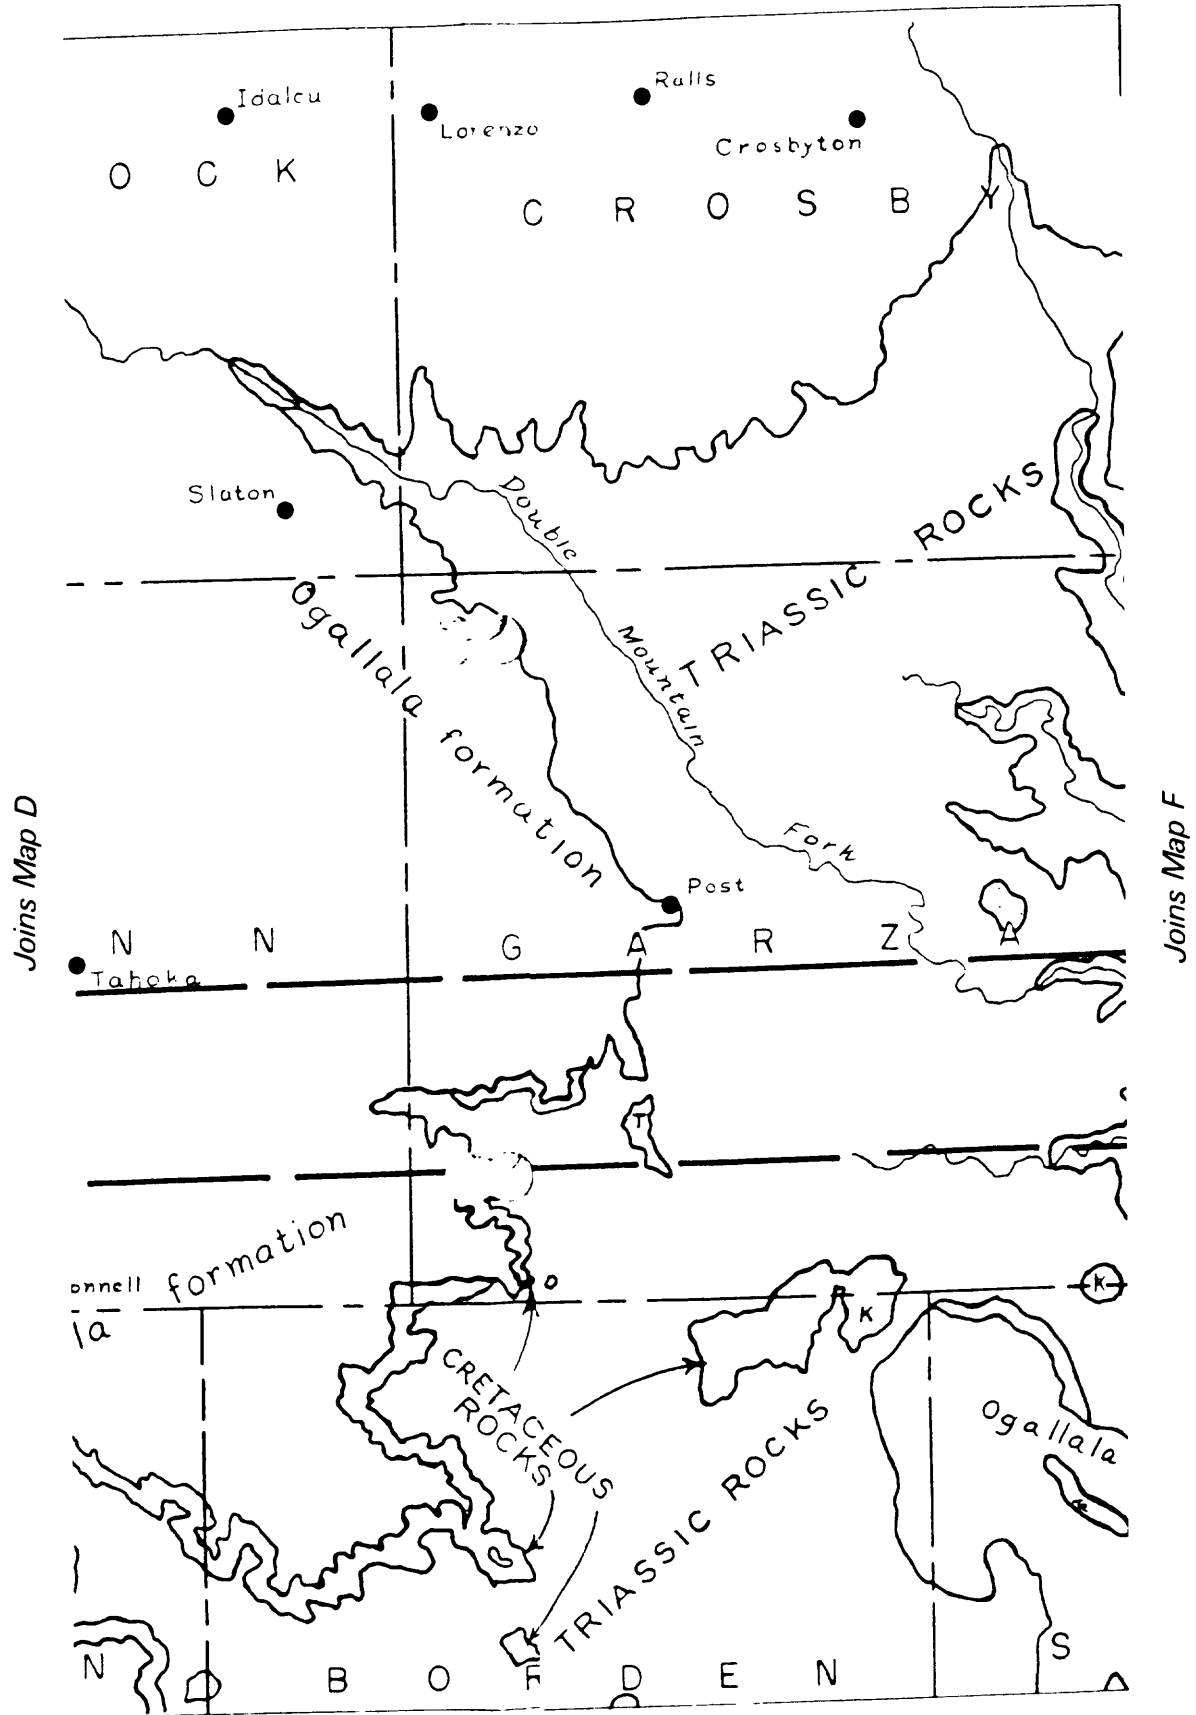 Idalou
Lorenzo
Ralls
Crosbyton
O C K
C R O S B Y
Slaton
Double Mountain Fork
TRIASSIC ROCKS
Ogallala formation
Post
Joins Map D
Joins Map F
N N
G A R Z A
Tahoka
T
formation
onnell
la
o
K
K
CRETACEOUS
ROCKS
Ogallala
TRIASSIC ROCKS
N
B O R D E N
S